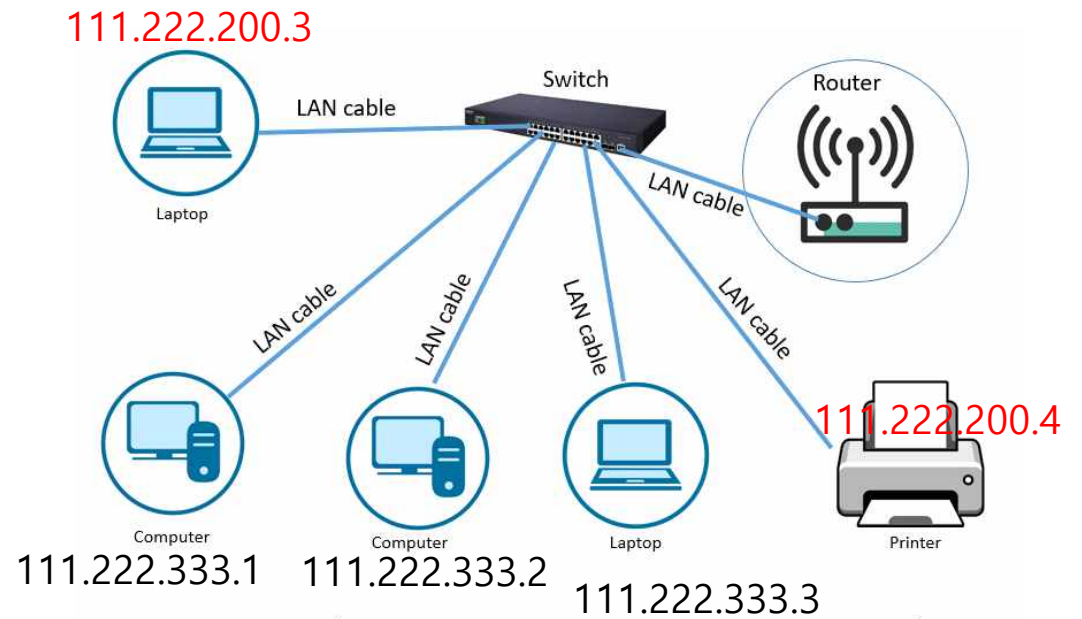 111.222.200.3
Switch
Router
LAN cable
Laptop
LAN cable
LAN cable
LAN cable
LAN cable
LAN cable
111.222.200.4
Computer
Computer
Laptop
Printer
111.222.333.1
111.222.333.2
111.222.333.3